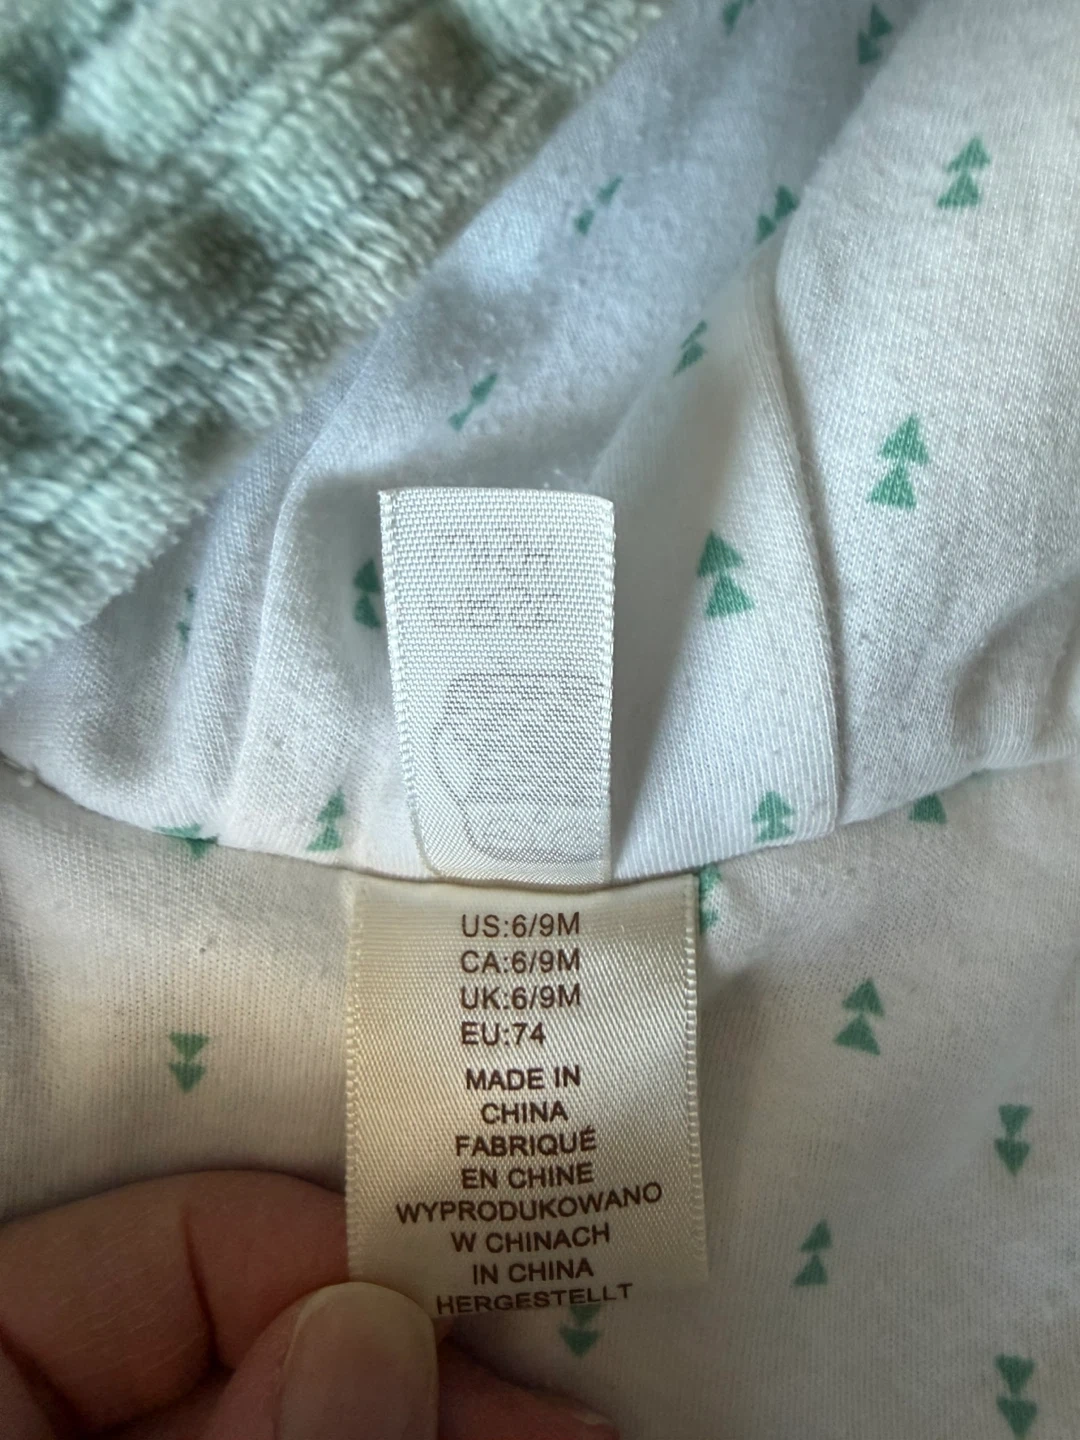 US:6/9M
CA:6/9M
UK:6/9M
EU:74
MADE IN
CHINA
FABRIQUÉ
EN CHINE
WYPRODUKOWANO
W CHINACH
IN CHINA
HERGESTELLT